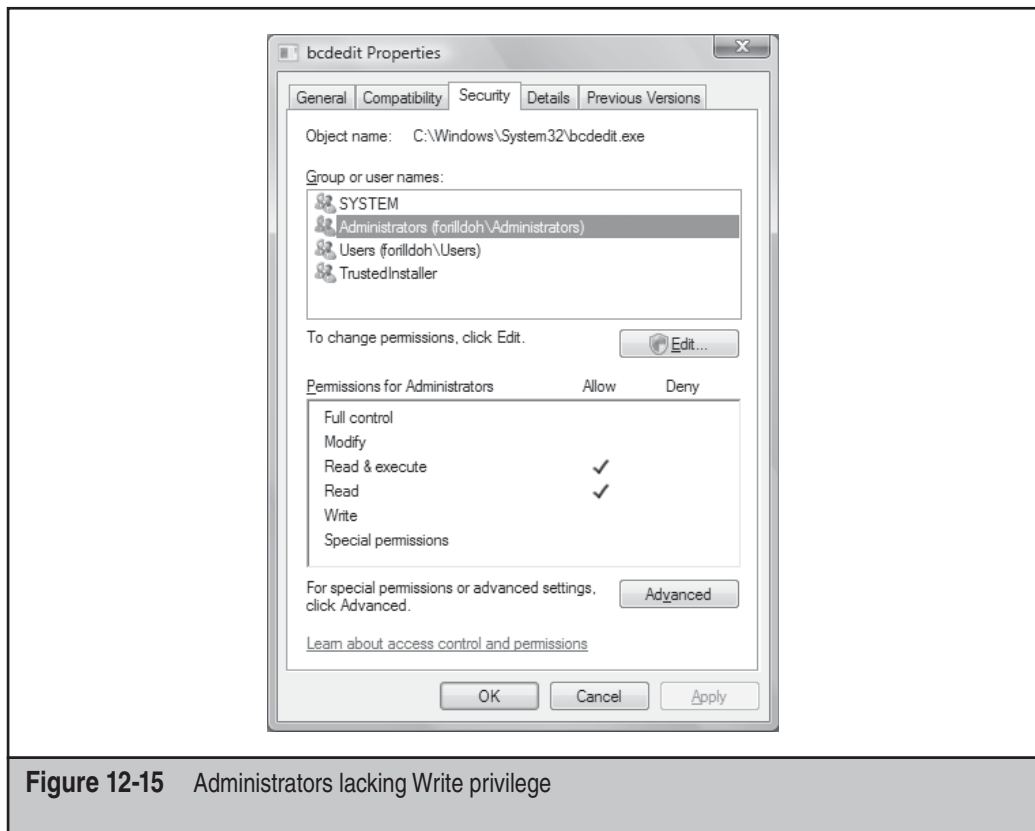 bcdedit Properties
General Compatibility Security Details Previous Versions
Object name: C:\Windows\System32\bcdedit.exe
Group or user names:
SYSTEM
Administrators (forilldoh\Administrators)
Users (forilldoh\Users)
TrustedInstaller
To change permissions, click Edit.
Edit...
Permissions for Administrators Allow Deny
Full control
Modify
Read & execute
Read
Write
Special permissions
For special permissions or advanced settings,
click Advanced.
Advanced
Learn about access control and permissions
OK Cancel Apply
Figure 12-15 Administrators lacking Write privilege